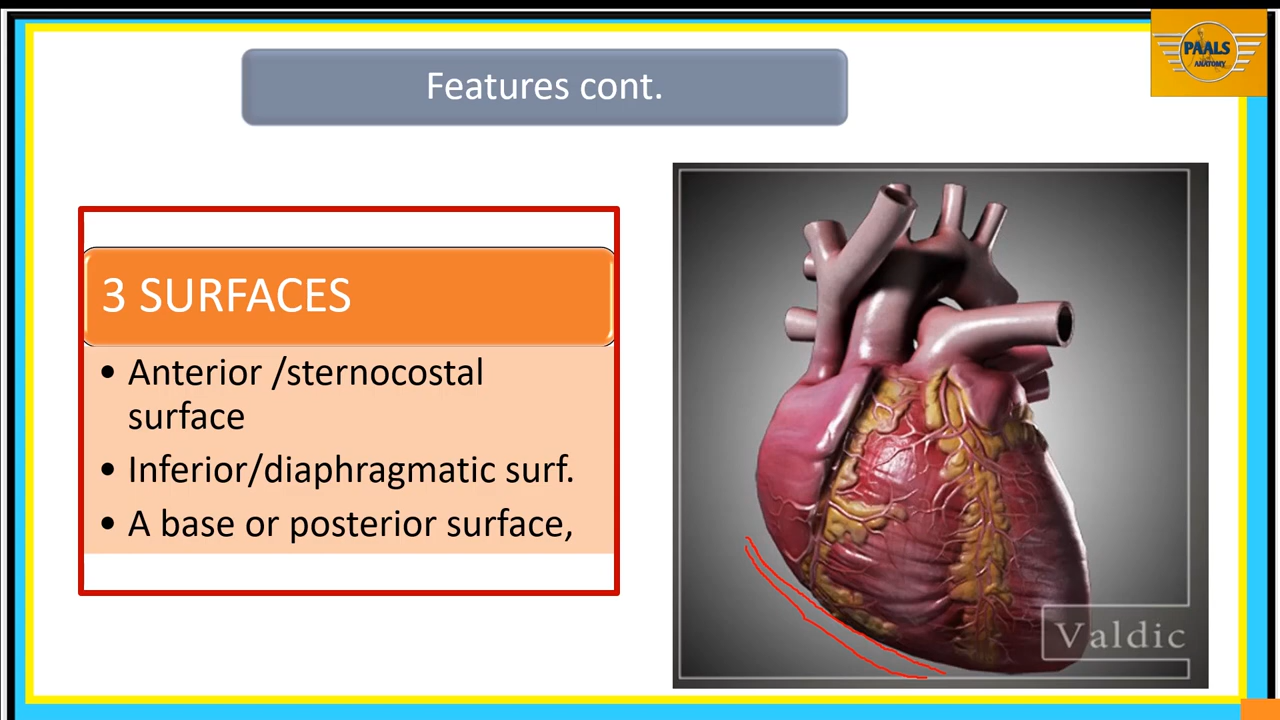 PAALS
ANATOMY
Features cont.
3 SURFACES
• Anterior /sternocostal
surface
• Inferior/diaphragmatic surf.
• A base or posterior surface,
Valdic